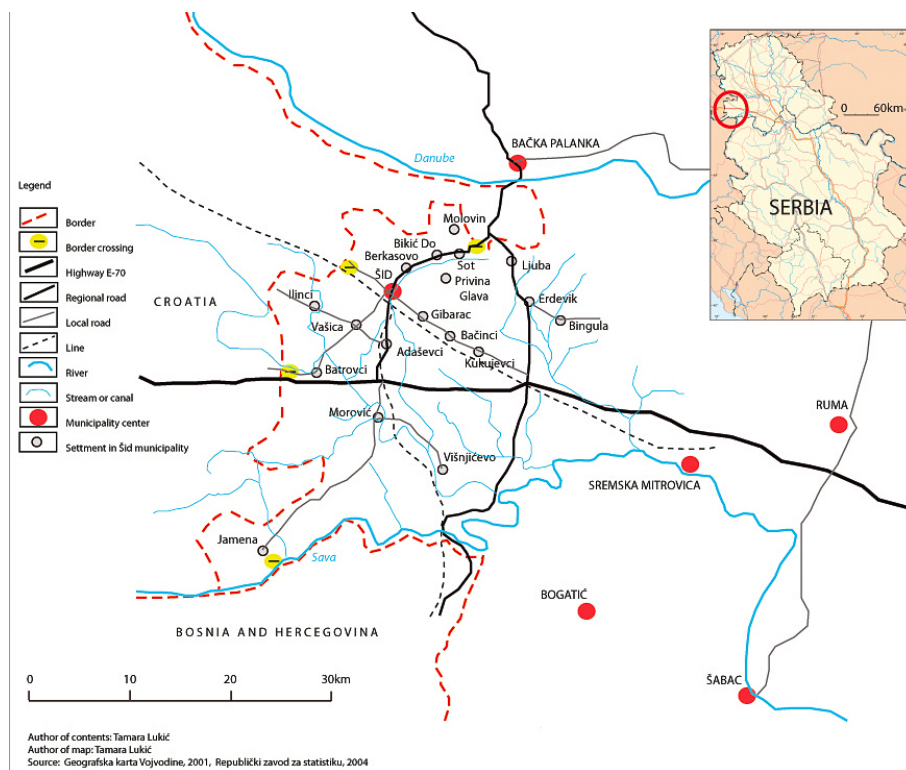 BAČKA PALANKA
Danube
0 60km
SERBIA
Legend
Border
Border crossing
Highway E-70
Regional road
Local road
Line
River
Stream or canal
Municipality center
Settment in Šid municipality
CROATIA
Molovin
Bikić Do
Berkasovo
Sot
Ljuba
ŠID
Privina
Glava
Ilinci
Erdevik
Gibarac
Bingula
Vašica
Bačinci
Adaševci
Kukujevci
Batrovci
Morović
RUMA
Višnjićevo
SREMSKA MITROVICA
Jamena
Sava
BOGATIĆ
BOSNIA AND HERCEGOVINA
ŠABAC
0 10 20 30km
Author of contents: Tamara Lukić
Author of map: Tamara Lukić
Source: Geografska karta Vojvodine, 2001, Republički zavod za statistiku, 2004